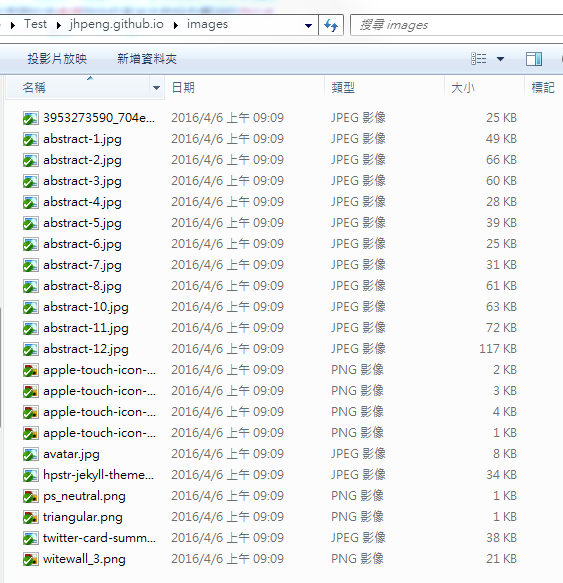 Test jhpeng.github.io images 搜尋 images
投影片放映 新增資料夾
名稱 日期 類型 大小 標記
3953273590_704e... 2016/4/6 上午 09:09 JPEG 影像 25 KB
abstract-1.jpg 2016/4/6 上午 09:09 JPEG 影像 49 KB
abstract-2.jpg 2016/4/6 上午 09:09 JPEG 影像 66 KB
abstract-3.jpg 2016/4/6 上午 09:09 JPEG 影像 60 KB
abstract-4.jpg 2016/4/6 上午 09:09 JPEG 影像 28 KB
abstract-5.jpg 2016/4/6 上午 09:09 JPEG 影像 39 KB
abstract-6.jpg 2016/4/6 上午 09:09 JPEG 影像 25 KB
abstract-7.jpg 2016/4/6 上午 09:09 JPEG 影像 31 KB
abstract-8.jpg 2016/4/6 上午 09:09 JPEG 影像 61 KB
abstract-10.jpg 2016/4/6 上午 09:09 JPEG 影像 63 KB
abstract-11.jpg 2016/4/6 上午 09:09 JPEG 影像 72 KB
abstract-12.jpg 2016/4/6 上午 09:09 JPEG 影像 117 KB
apple-touch-icon-... 2016/4/6 上午 09:09 PNG 影像 2 KB
apple-touch-icon-... 2016/4/6 上午 09:09 PNG 影像 3 KB
apple-touch-icon-... 2016/4/6 上午 09:09 PNG 影像 4 KB
apple-touch-icon-... 2016/4/6 上午 09:09 PNG 影像 1 KB
avatar.jpg 2016/4/6 上午 09:09 JPEG 影像 8 KB
hpstr-jekyll-theme... 2016/4/6 上午 09:09 JPEG 影像 34 KB
ps_neutral.png 2016/4/6 上午 09:09 PNG 影像 1 KB
triangular.png 2016/4/6 上午 09:09 PNG 影像 1 KB
twitter-card-summ... 2016/4/6 上午 09:09 JPEG 影像 38 KB
witewall_3.png 2016/4/6 上午 09:09 PNG 影像 21 KB